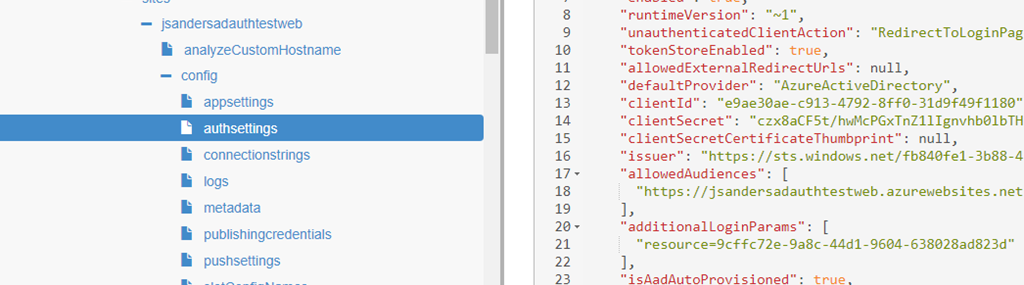 sites
jsandersadauthtestweb
analyzeCustomHostname
config
appsettings
authsettings
connectionstrings
logs
metadata
publishingcredentials
pushsettings
slotConfigNames
7 "enabled": true,
8 "runtimeVersion": "~1",
9 "unauthenticatedClientAction": "RedirectToLoginPag
10 "tokenStoreEnabled": true,
11 "allowedExternalRedirectUrls": null,
12 "defaultProvider": "AzureActiveDirectory",
13 "clientId": "e9ae30ae-c913-4792-8ff0-31d9f49f1180"
14 "clientSecret": "czx8aCF5t/hwMcPGxTnZ1lIgnvhb0lbTH
15 "clientSecretCertificateThumbprint": null,
16 "issuer": "https://sts.windows.net/fb840fe1-3b88-4
17 "allowedAudiences": [
18 "https://jsandersadauthtestweb.azurewebsites.net
19 ],
20 "additionalLoginParams": [
21 "resource=9cffc72e-9a8c-44d1-9604-638028ad823d"
22 ],
23 "isAadAutoProvisioned": true,